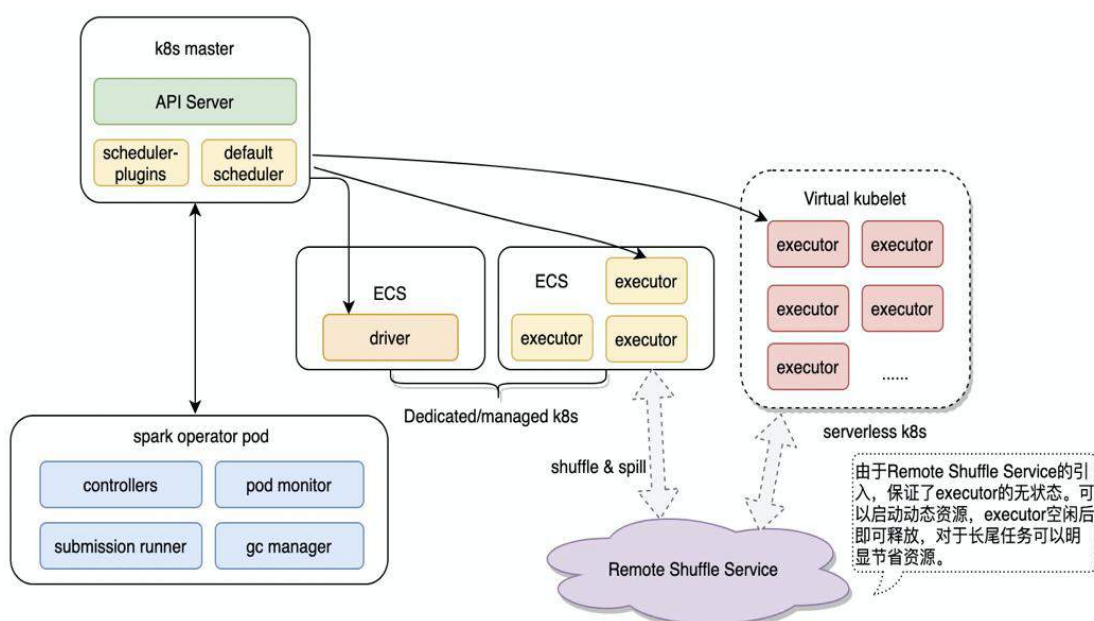 k8s master
API Server
scheduler-
plugins
default
scheduler
Virtual kubelet
executor
executor
executor
executor
executor
......
ECS
driver
ECS
executor
executor
executor
Dedicated/managed k8s
serverless k8s
spark operator pod
controllers
pod monitor
submission runner
gc manager
shuffle & spill
Remote Shuffle Service
由于Remote Shuffle Service的引
入，保证了executor的无状态。可
以启动动态资源，executor空闲后
即可释放，对于长尾任务可以明
显节省资源。